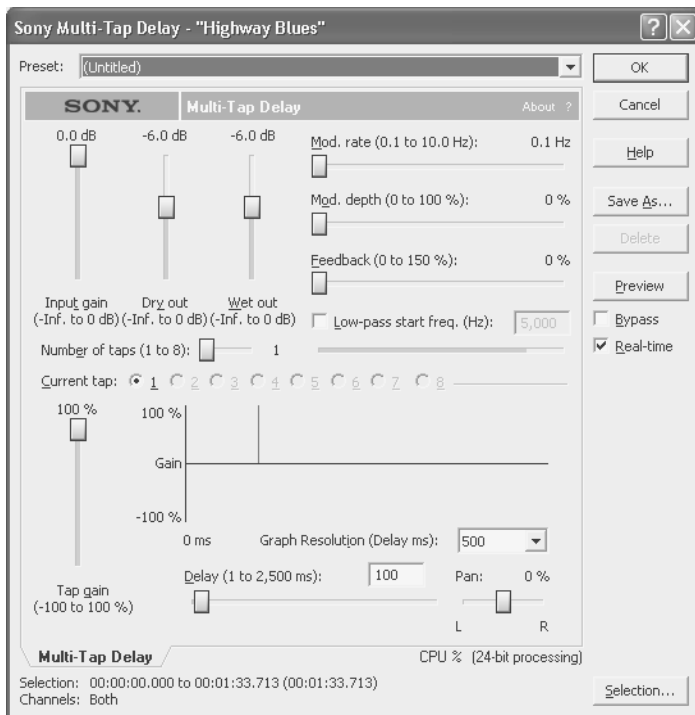 Sony Multi-Tap Delay - "Highway Blues"
Preset: (Untitled)
OK
SONY. Multi-Tap Delay About ?
Cancel
0.0 dB -6.0 dB -6.0 dB
Mod. rate (0.1 to 10.0 Hz): 0.1 Hz
Help
Mod. depth (0 to 100 %): 0 %
Save As...
Delete
Feedback (0 to 150 %): 0 %
Preview
Input gain Dry out Wet out
(-Inf. to 0 dB) (-Inf. to 0 dB) (-Inf. to 0 dB)
Low-pass start freq. (Hz): 5,000
Bypass
Number of taps (1 to 8): 1
Real-time
Current tap: 1 2 3 4 5 6 7 8
100 % 100 %
Gain
-100 %
0 ms Graph Resolution (Delay ms): 500
Delay (1 to 2,500 ms): 100 Pan: 0 %
Tap gain
(-100 to 100 %)
L R
Multi-Tap Delay
CPU % (24-bit processing)
Selection: 00:00:00.000 to 00:01:33.713 (00:01:33.713)
Channels: Both
Selection...